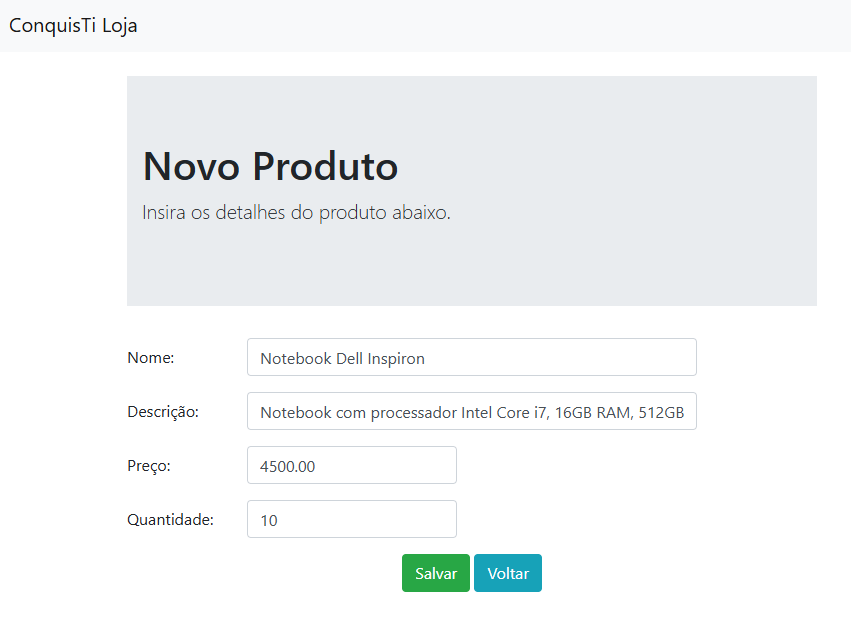 ConquisTi Loja
Novo Produto
Insira os detalhes do produto abaixo.
Nome: Notebook Dell Inspiron
Descrição: Notebook com processador Intel Core i7, 16GB RAM, 512GB
Preço: 4500.00
Quantidade: 10
Salvar Voltar